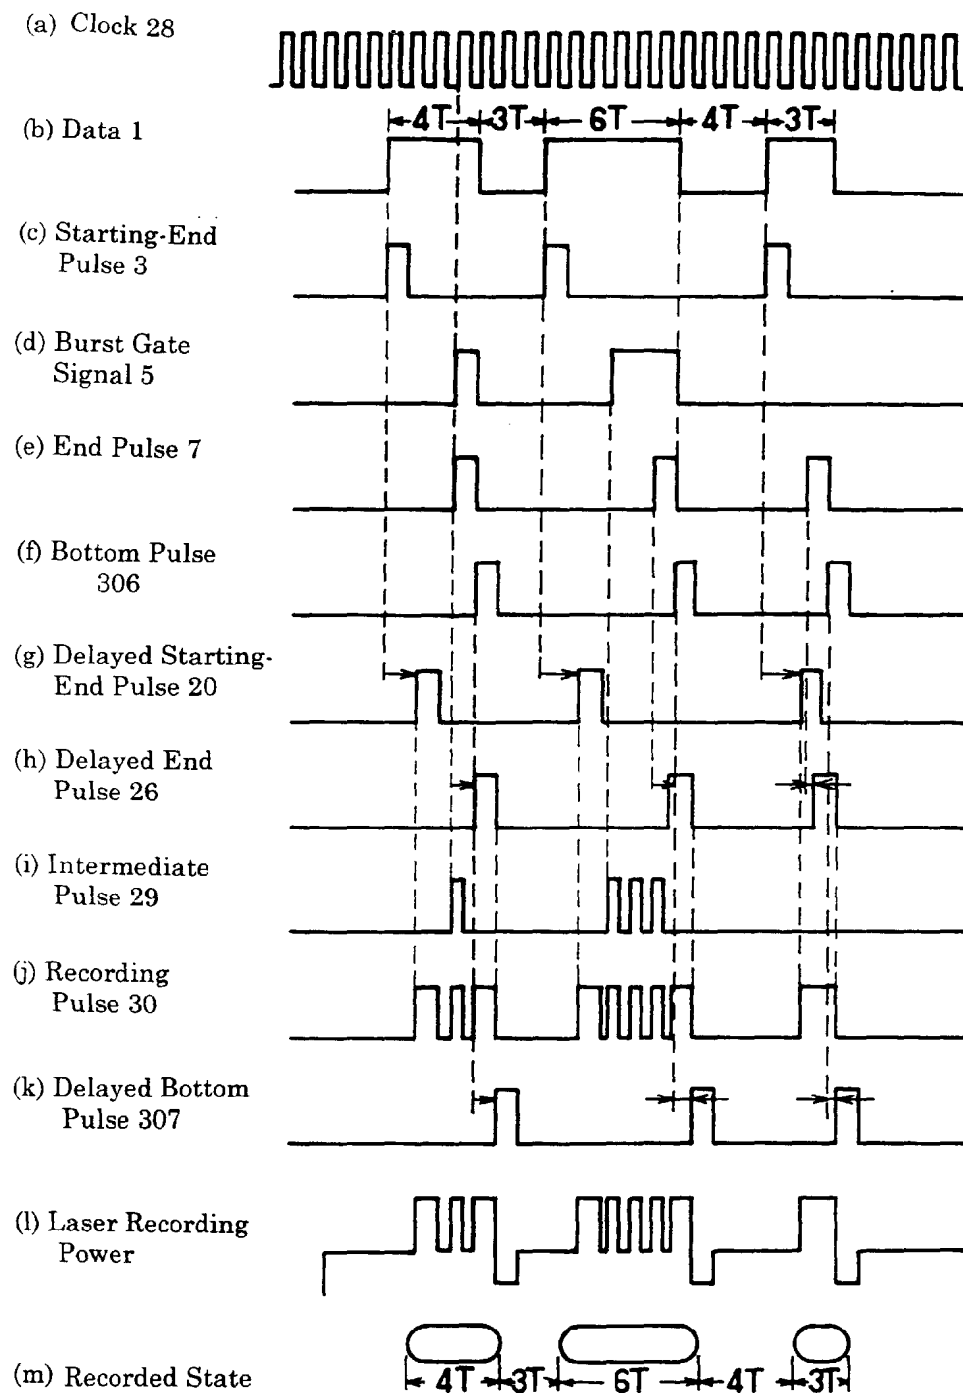 (a) Clock 28
4T 3T 6T 4T 3T
(b) Data 1
(c) Starting-End
Pulse 3
(d) Burst Gate
Signal 5
(e) End Pulse 7
(f) Bottom Pulse
306
(g) Delayed Starting-
End Pulse 20
(h) Delayed End
Pulse 26
(i) Intermediate
Pulse 29
(j) Recording
Pulse 30
(k) Delayed Bottom
Pulse 307
(l) Laser Recording
Power
(m) Recorded State
4T 3T 6T 4T 3T